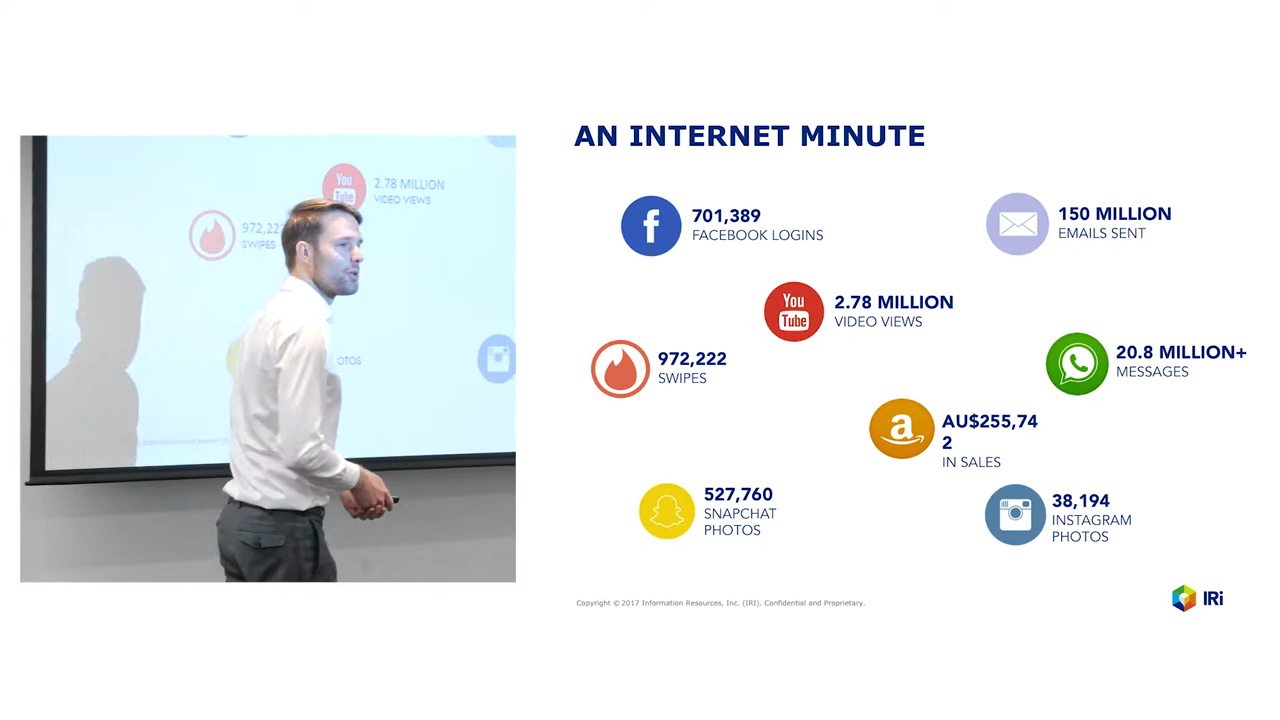 AN INTERNET MINUTE
701,389
FACEBOOK LOGINS
150 MILLION
EMAILS SENT
You
Tube
2.78 MILLION
VIDEO VIEWS
972,222
SWIPES
20.8 MILLION+
MESSAGES
a
AU$255,74
2
IN SALES
527,760
SNAPCHAT
PHOTOS
38,194
INSTAGRAM
PHOTOS
Copyright © 2017 Information Resources, Inc. (IRI). Confidential and Proprietary.
IRi
You
Tube
2.78 MILLION
VIDEO VIEWS
972,222
SWIPES
OTOS